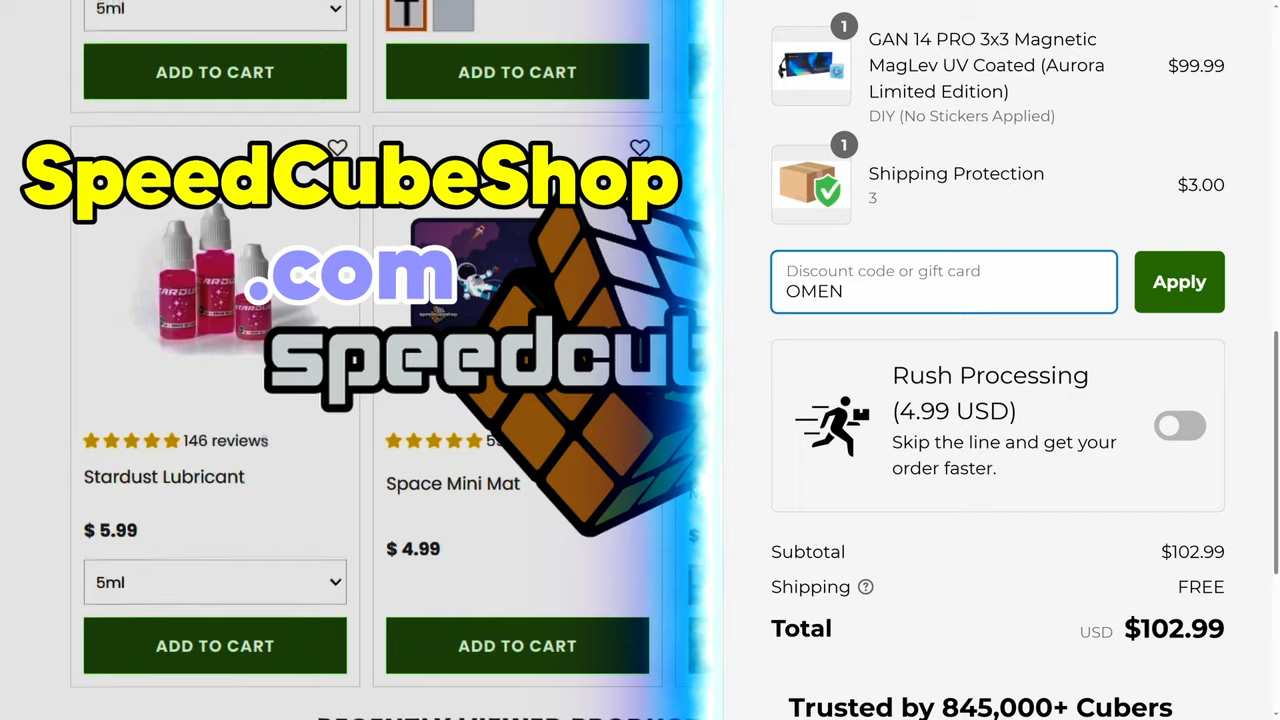 5ml
T
ADD TO CART
ADD TO CART
SpeedCubeShop
.com
STARDUST
speedcubeshop
speedcub
146 reviews
Stardust Lubricant
$ 5.99
5ml
ADD TO CART
Space Mini Mat
$ 4.99
ADD TO CART
1
GAN 14 PRO 3x3 Magnetic
MagLev UV Coated (Aurora
Limited Edition)
DIY (No Stickers Applied)
$99.99
1
Shipping Protection
3
$3.00
Discount code or gift card
OMEN
Apply
Rush Processing
(4.99 USD)
Skip the line and get your
order faster.
Subtotal $102.99
Shipping ? FREE
Total USD $102.99
Trusted by 845,000+ Cubers